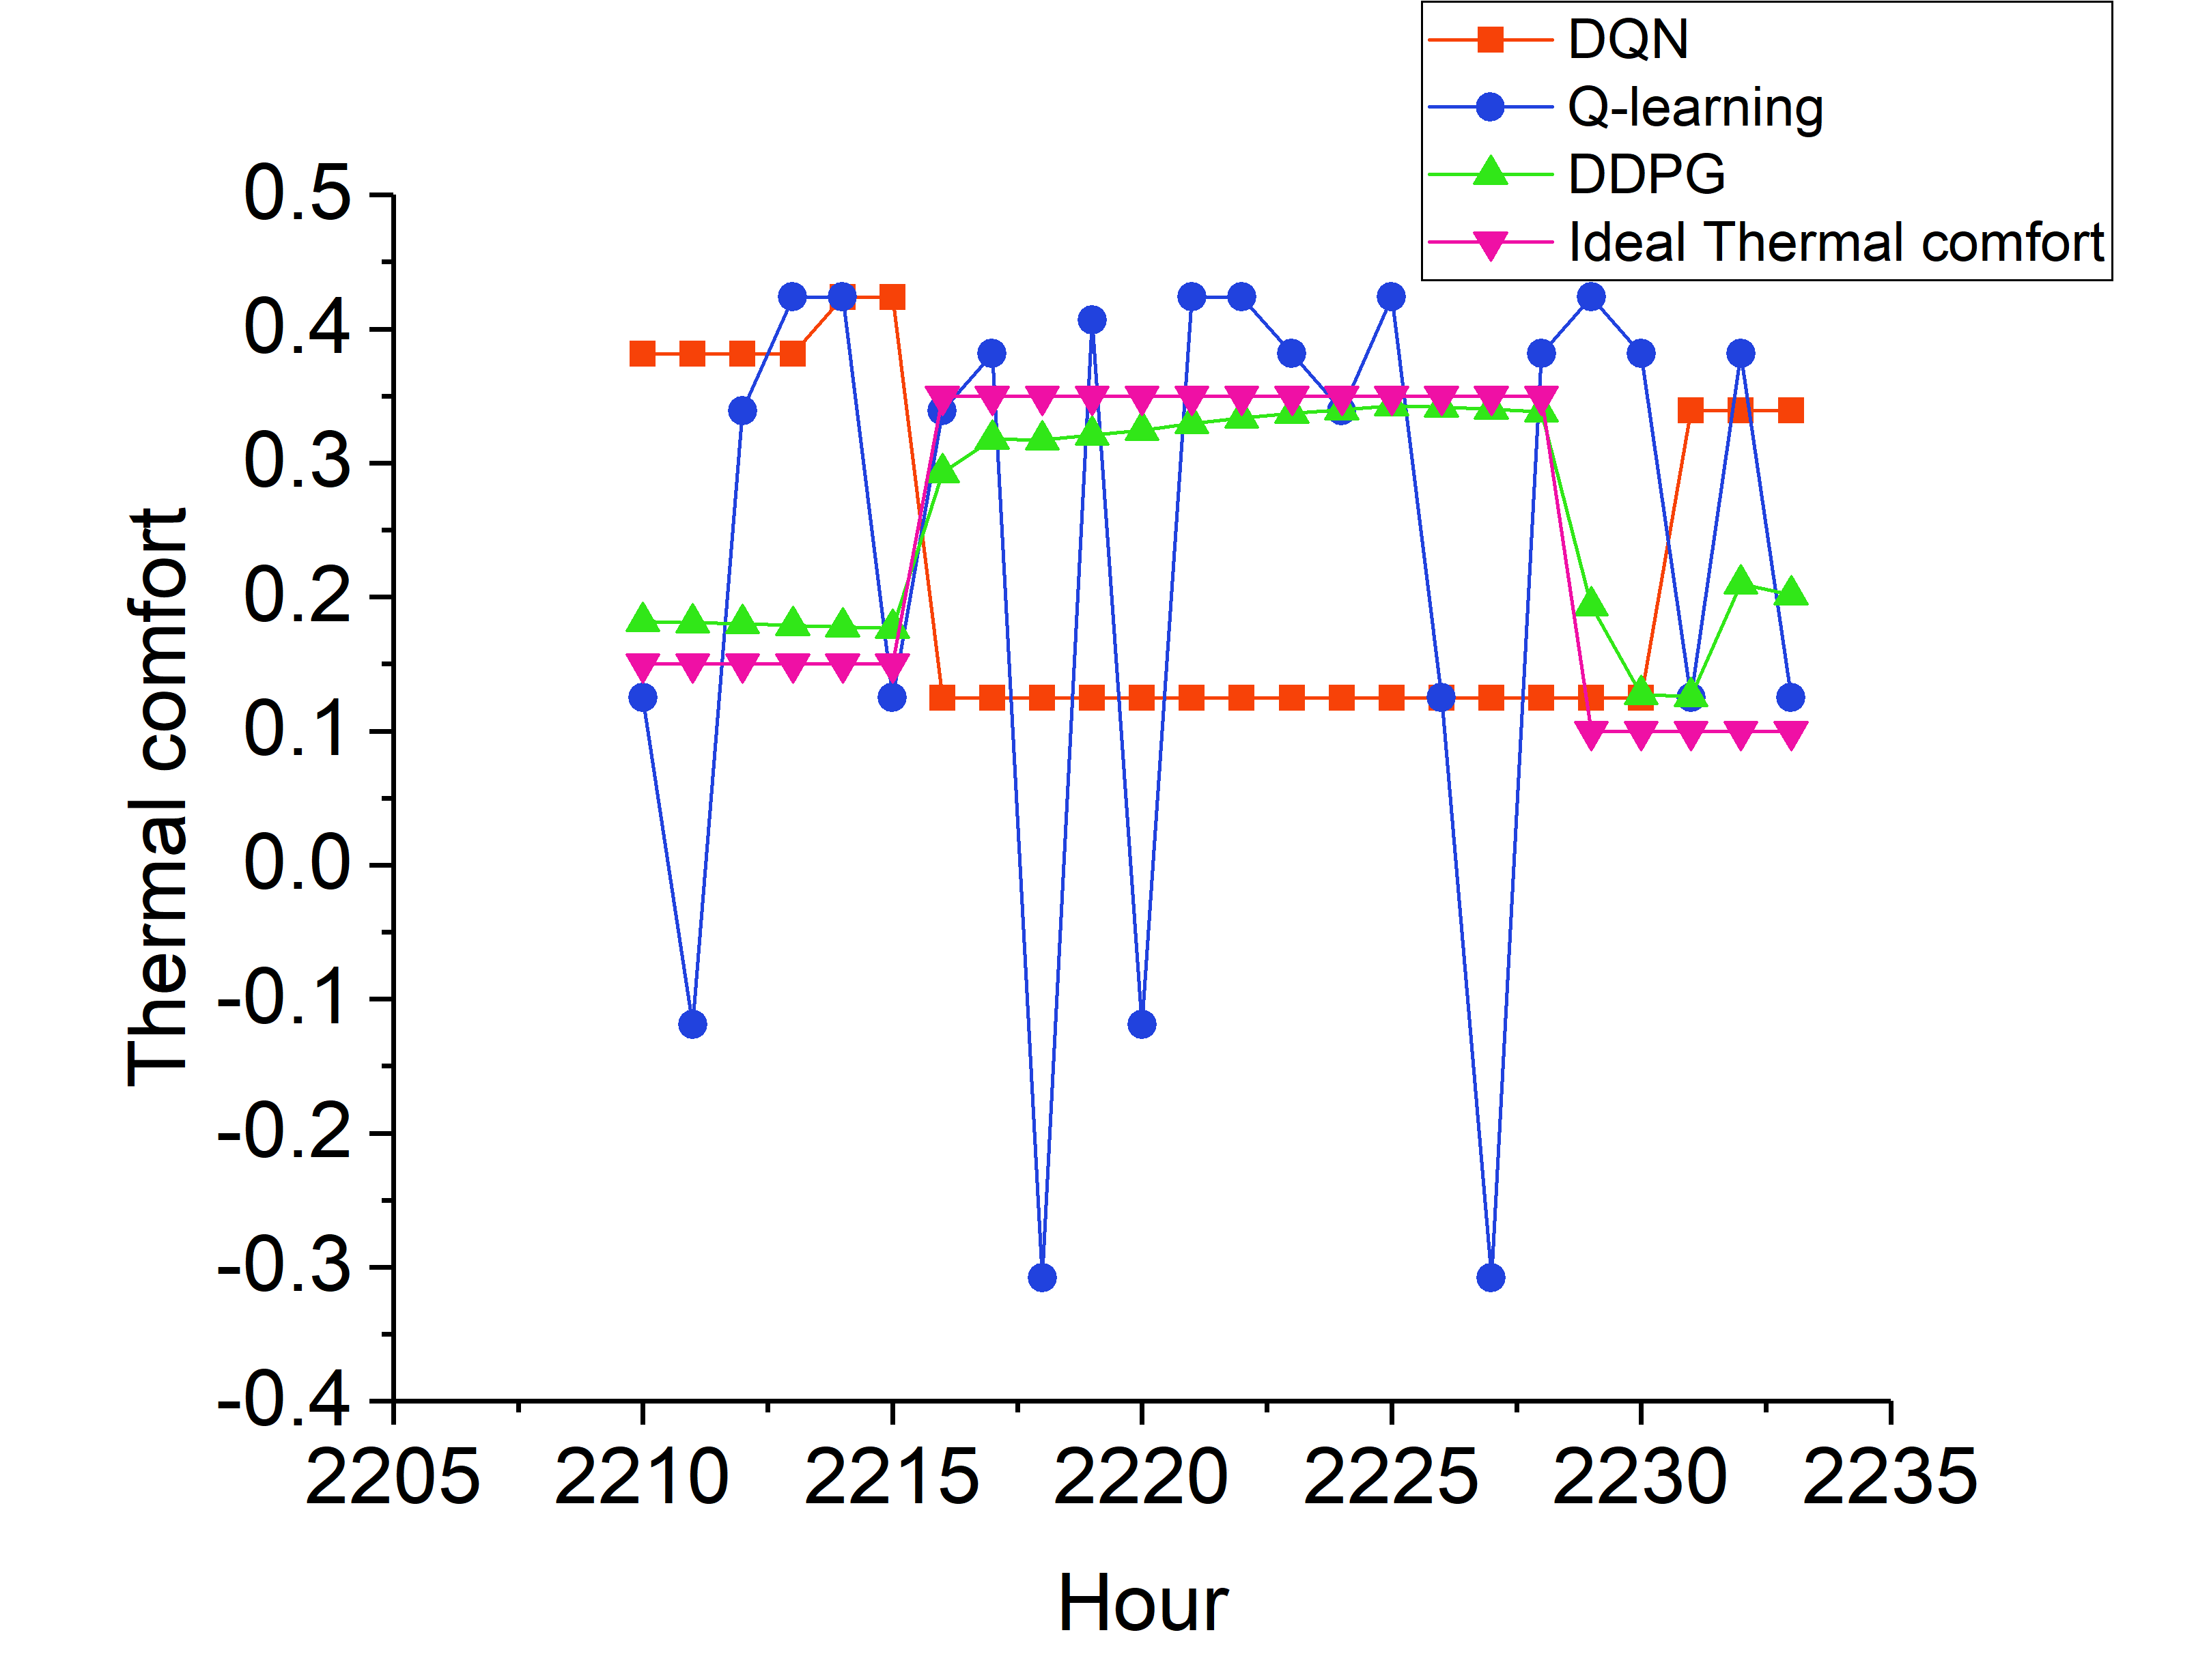 DQN
Q-learning
DDPG
Ideal Thermal comfort
0.5
0.4
0.3
0.2
0.1
0.0
-0.1
-0.2
-0.3
-0.4
Thermal comfort
2205 2210 2215 2220 2225 2230 2235
Hour